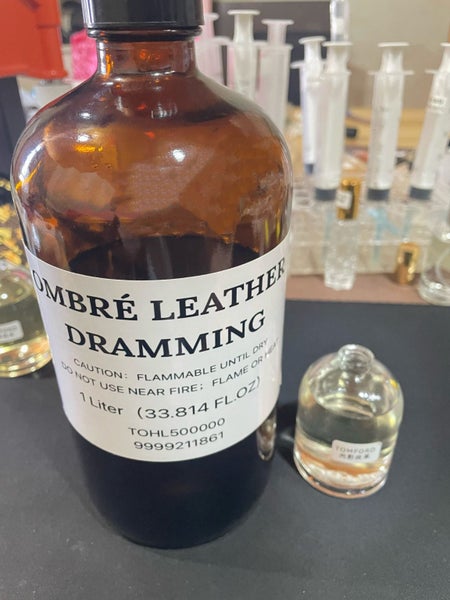 OMBRÉ LEATHER
DRAMMING
CAUTION: FLAMMABLE UNTIL DRY
DO NOT USE NEAR FIRE; FLAME OR HEAT
1 Liter (33.814 FL.OZ)
TOHL500000
9999211861
TOMFORD